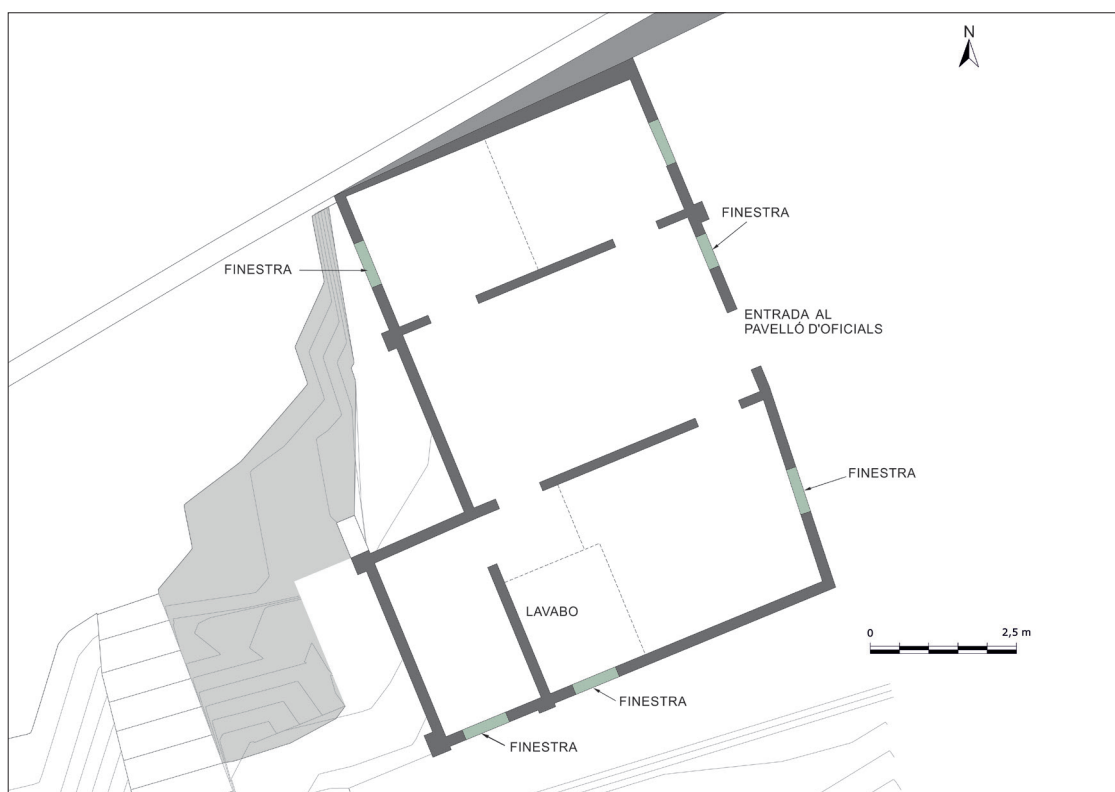 N
FINESTRA
FINESTRA
ENTRADA AL
PAVELLÓ D'OFICIALS
FINESTRA
LAVABO
0 2,5 m
FINESTRA
FINESTRA